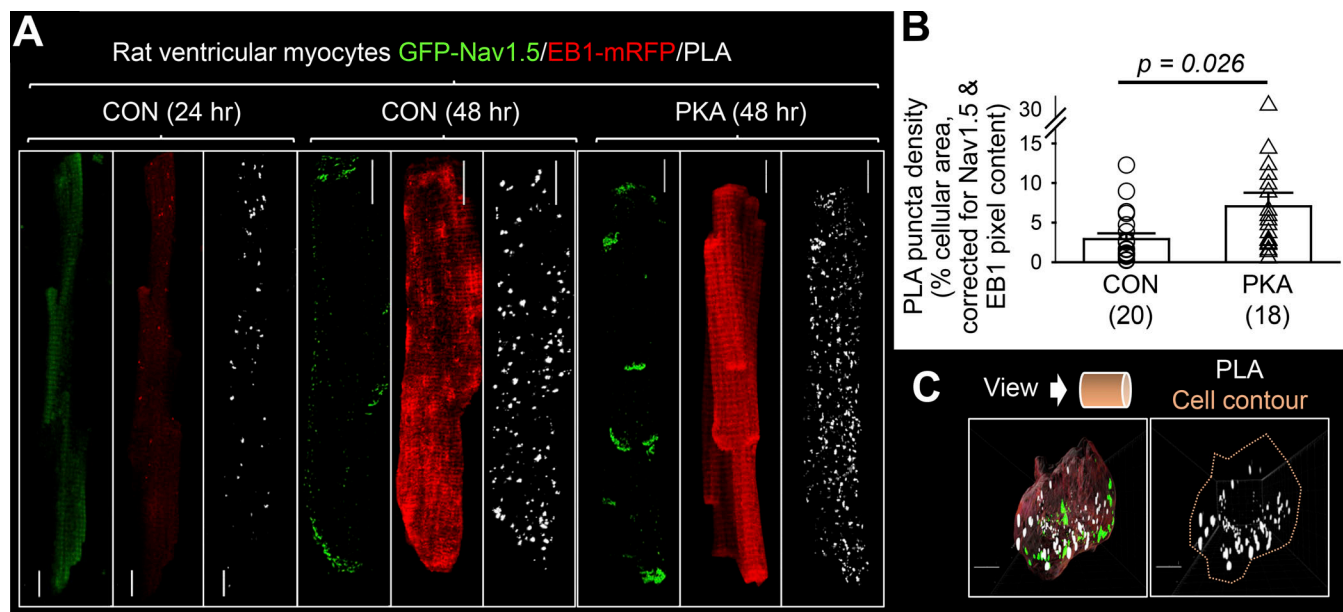 A
Rat ventricular myocytes GFP-Nav1.5/EB1-mRFP/PLA
CON (24 hr)
CON (48 hr)
PKA (48 hr)
B
p = 0.026
PLA puncta density
(% cellular area,
corrected for Nav1.5 &
EB1 pixel content)
30
15
10
5
0
CON
(20)
PKA
(18)
C
View
PLA
Cell contour